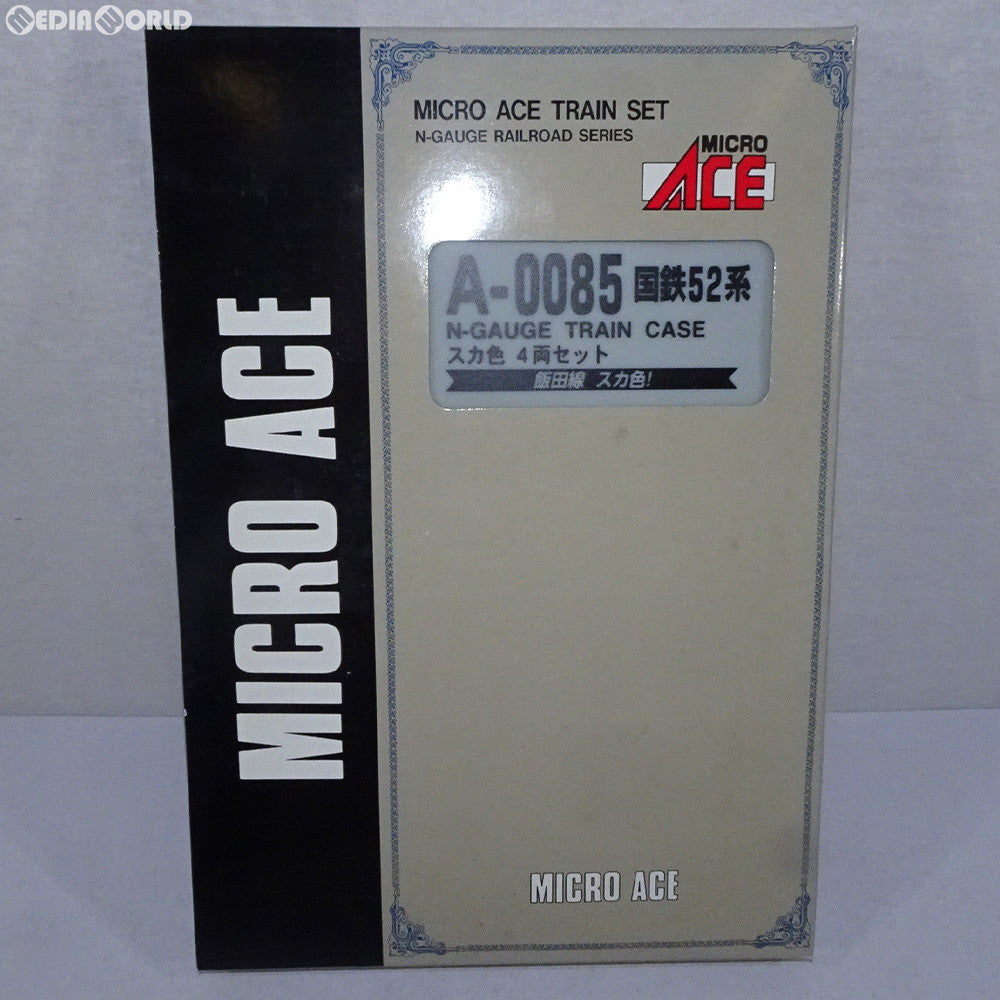 MEDIAWORLD
MICRO ACE
MICRO ACE TRAIN SET
N-GAUGE RAILROAD SERIES
MICRO
ACE
A-0085 国鉄52系
N-GAUGE TRAIN CASE
スカ色 4両セット
飯田線 スカ色!
MICRO ACE